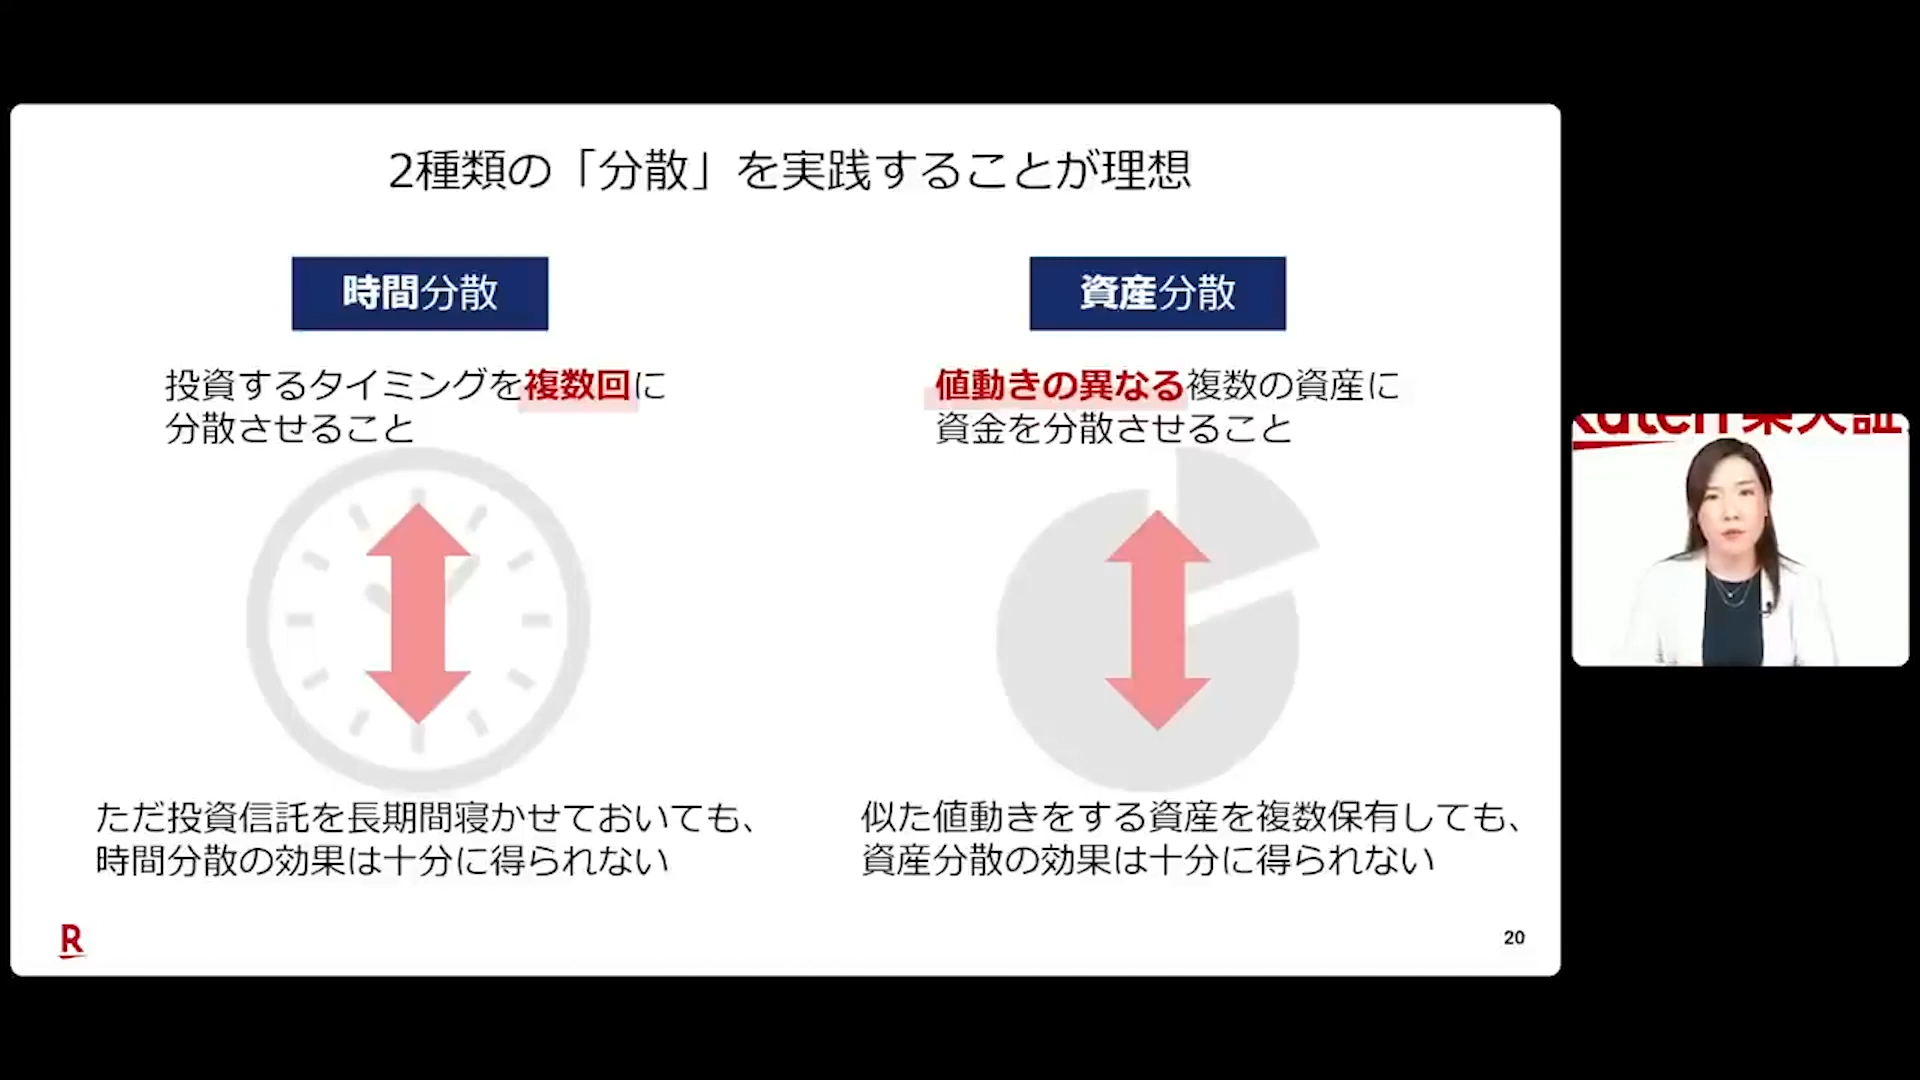 2種類の「分散」を実践することが理想
時間分散
投資するタイミングを複数回に
分散させること
ただ投資信託を長期間寝かせておいても、
時間分散の効果は十分に得られない
資産分散
値動きの異なる複数の資産に
資金を分散させること
似た値動きをする資産を複数保有しても、
資産分散の効果は十分に得られない
R
20